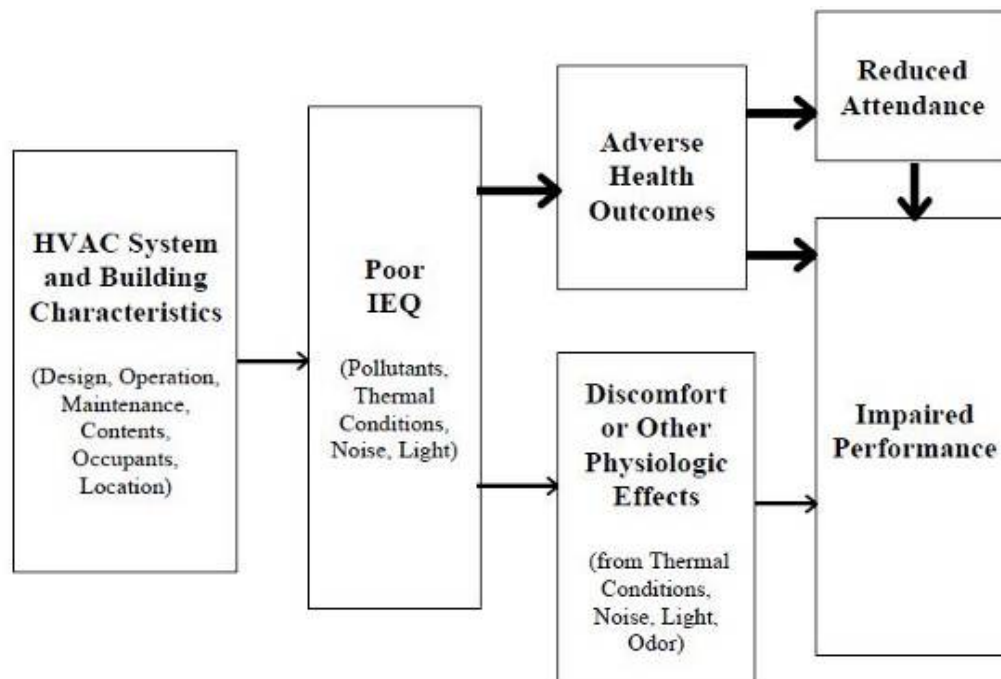 HVAC System
and Building
Characteristics
(Design, Operation,
Maintenance,
Contents,
Occupants,
Location)
Poor
IEQ
(Pollutants,
Thermal
Conditions,
Noise, Light)
Adverse
Health
Outcomes
Discomfort
or Other
Physiologic
Effects
(from Thermal
Conditions,
Noise, Light,
Odor)
Reduced
Attendance
Impaired
Performance